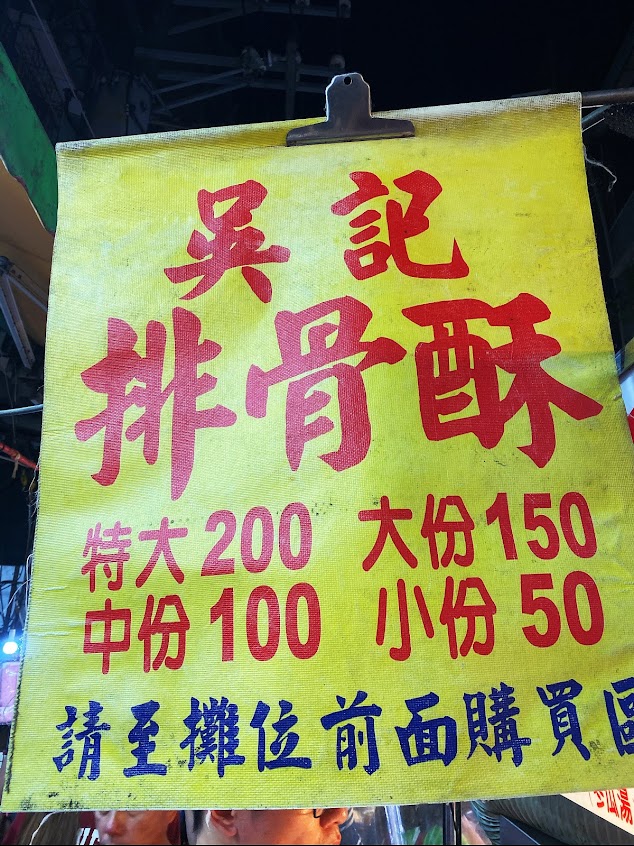 吳記
排骨酥
特大200 大份150
中份100 小份50
請至攤位前面購買區